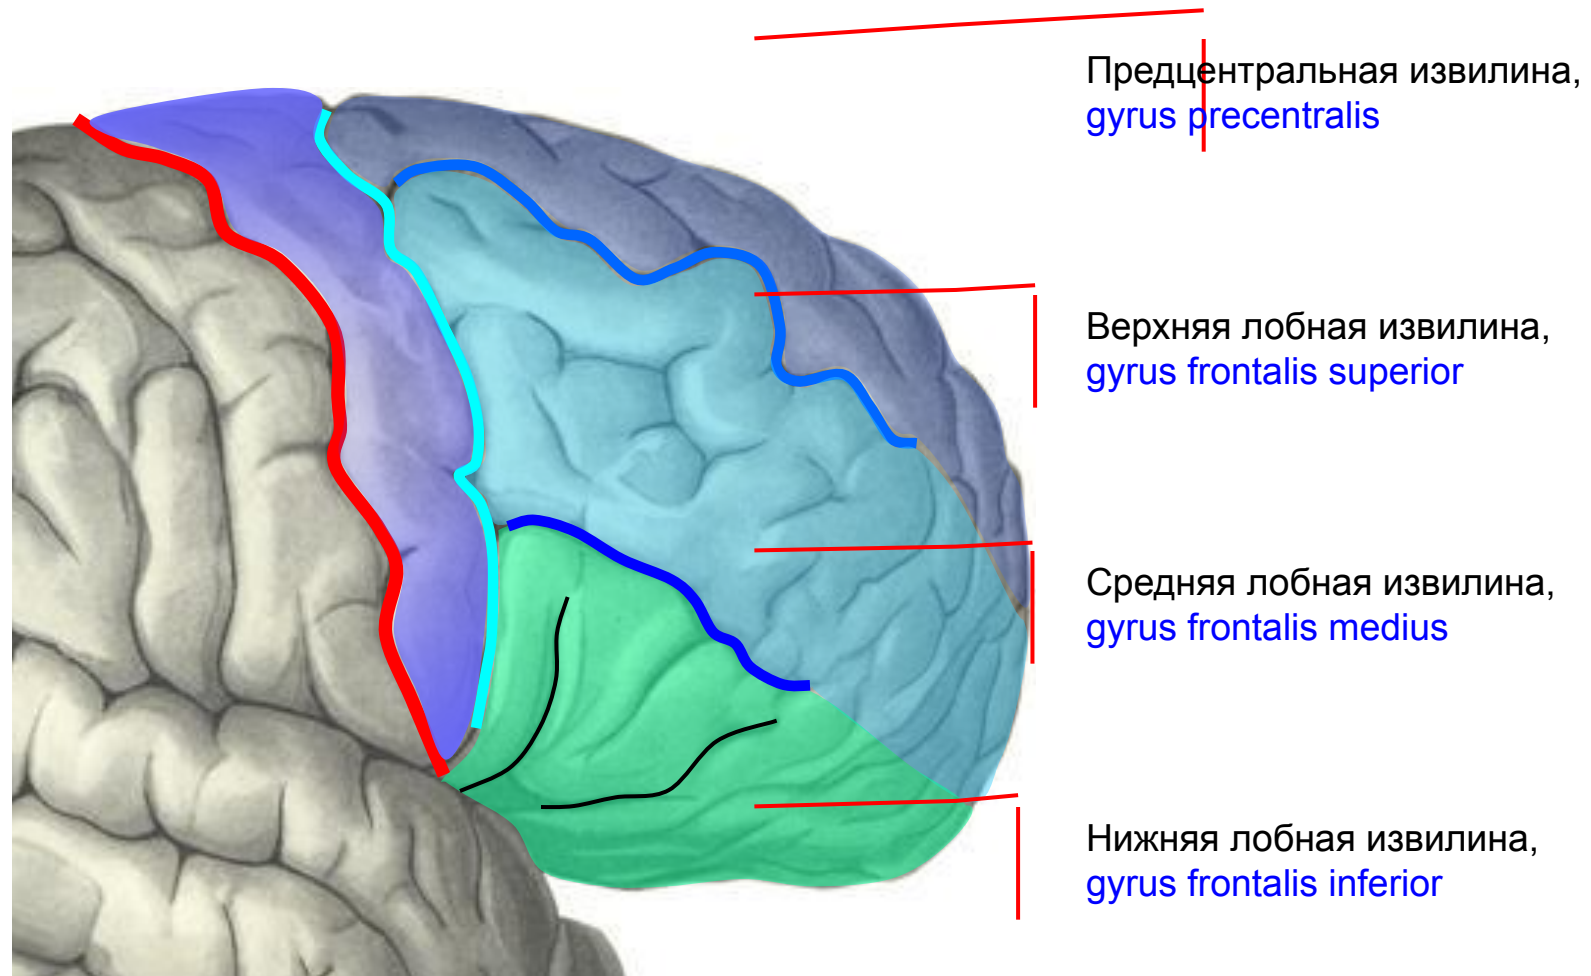 Предцентральная извилина,
gyrus precentralis
Верхняя лобная извилина,
gyrus frontalis superior
Средняя лобная извилина,
gyrus frontalis medius
Нижняя лобная извилина,
gyrus frontalis inferior